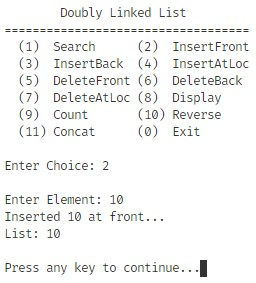 Doubly Linked List
===================================
(1) Search (2) InsertFront
(3) InsertBack (4) InsertAtLoc
(5) DeleteFront (6) DeleteBack
(7) DeleteAtLoc (8) Display
(9) Count (10) Reverse
(11) Concat (0) Exit
Enter Choice: 2
Enter Element: 10
Inserted 10 at front...
List: 10
Press any key to continue...